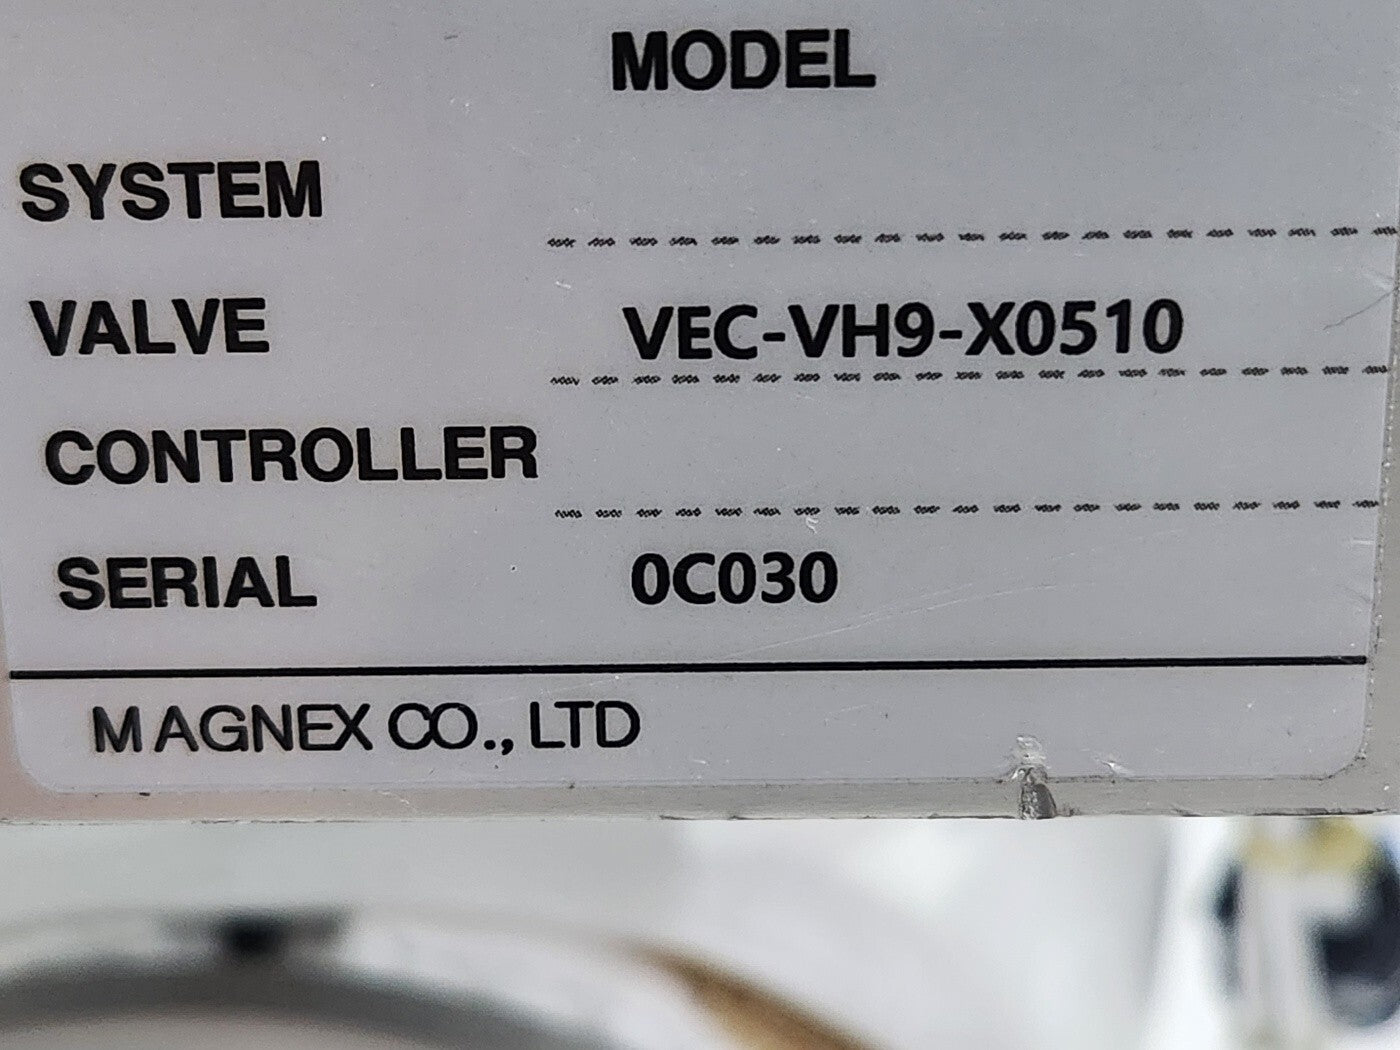 MODEL
SYSTEM
VALVE VEC-VH9-X0510
CONTROLLER
SERIAL 0C030
MAGNEX CO., LTD